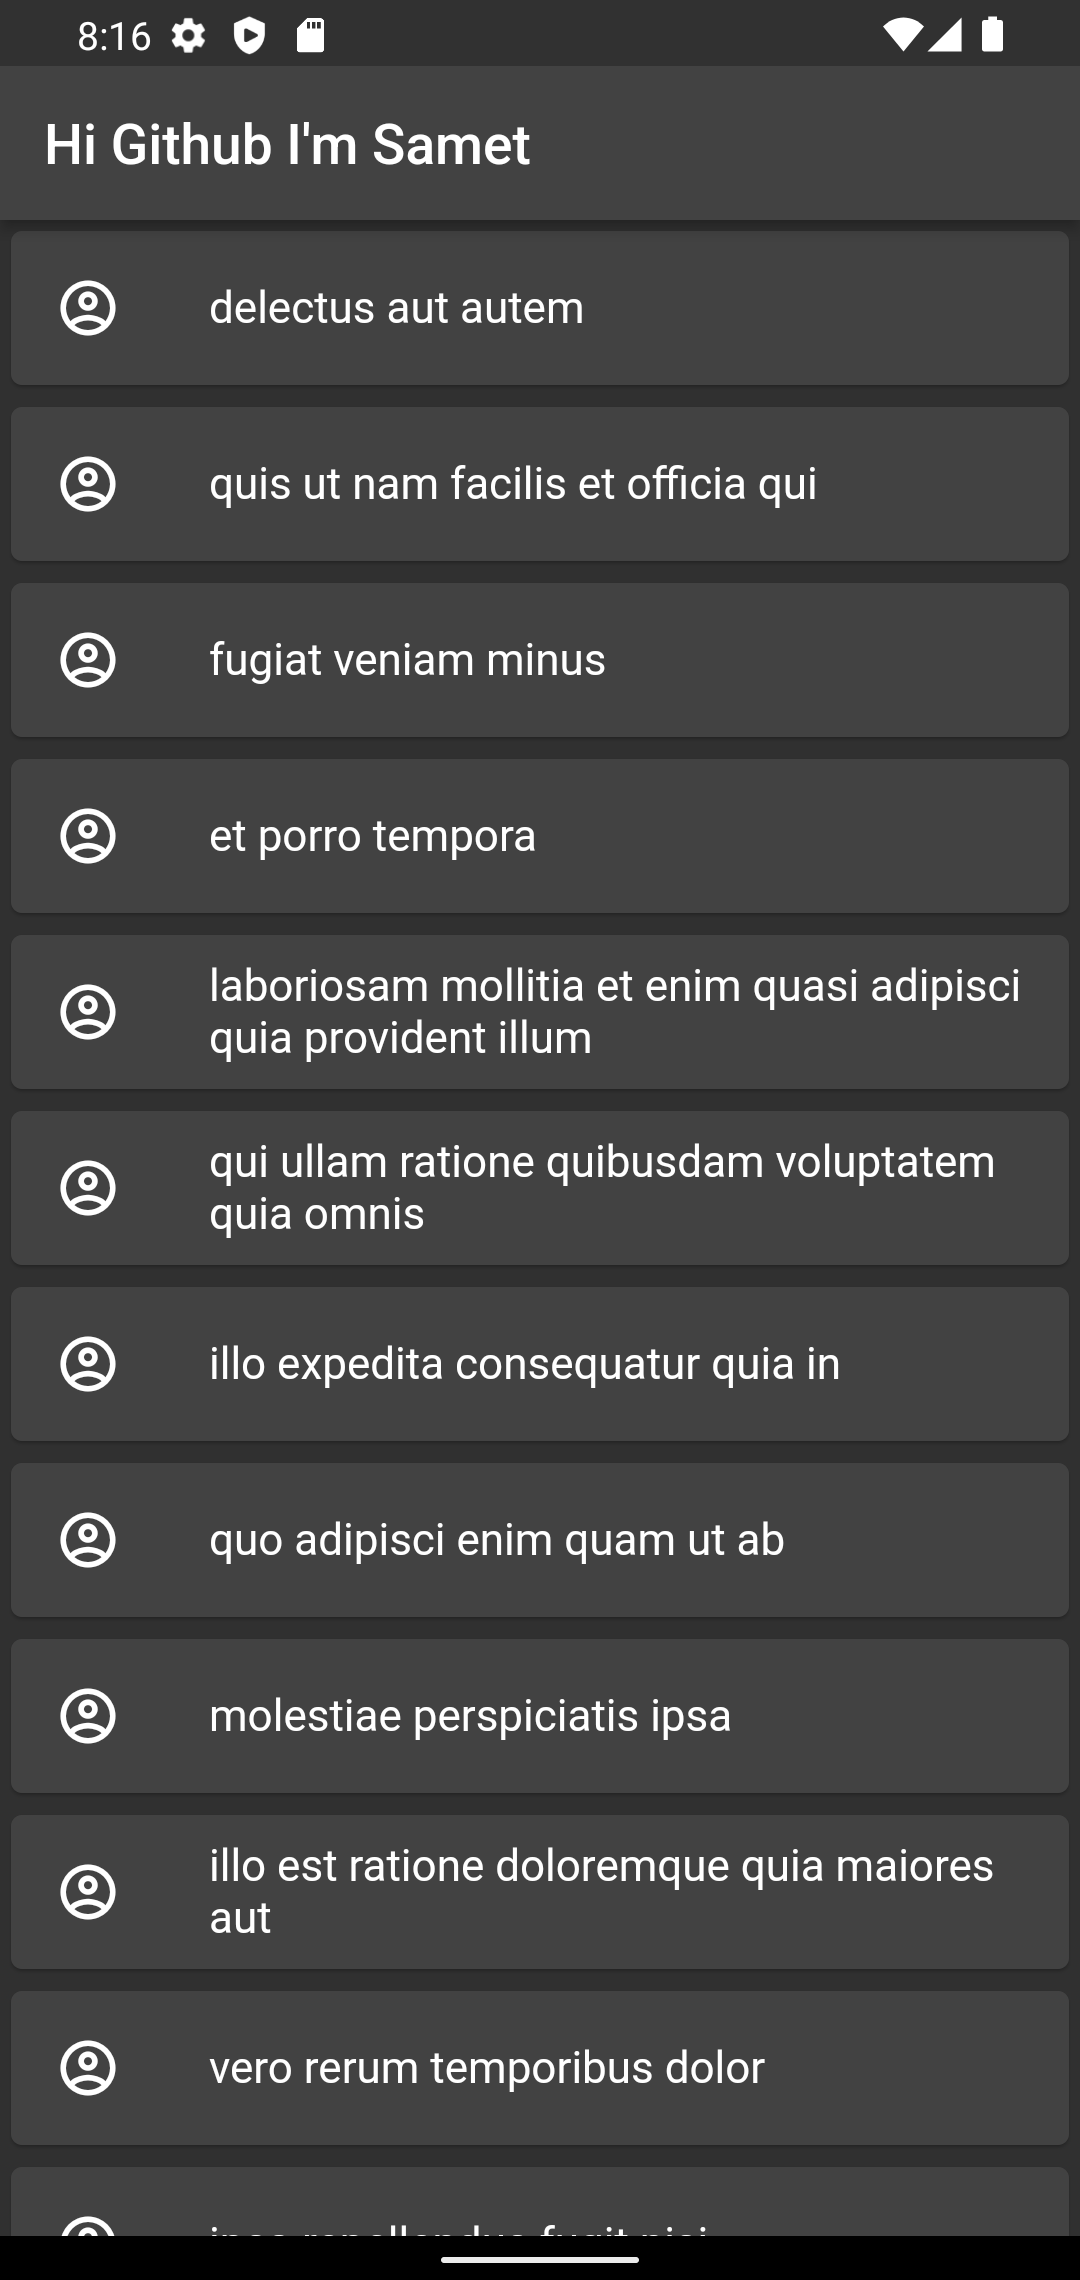 8:16
Hi Github I'm Samet
delectus aut autem
quis ut nam facilis et officia qui
fugiat veniam minus
et porro tempora
laboriosam mollitia et enim quasi adipisci
quia provident illum
qui ullam ratione quibusdam voluptatem
quia omnis
illo expedita consequatur quia in
quo adipisci enim quam ut ab
molestiae perspiciatis ipsa
illo est ratione doloremque quia maiores
aut
vero rerum temporibus dolor